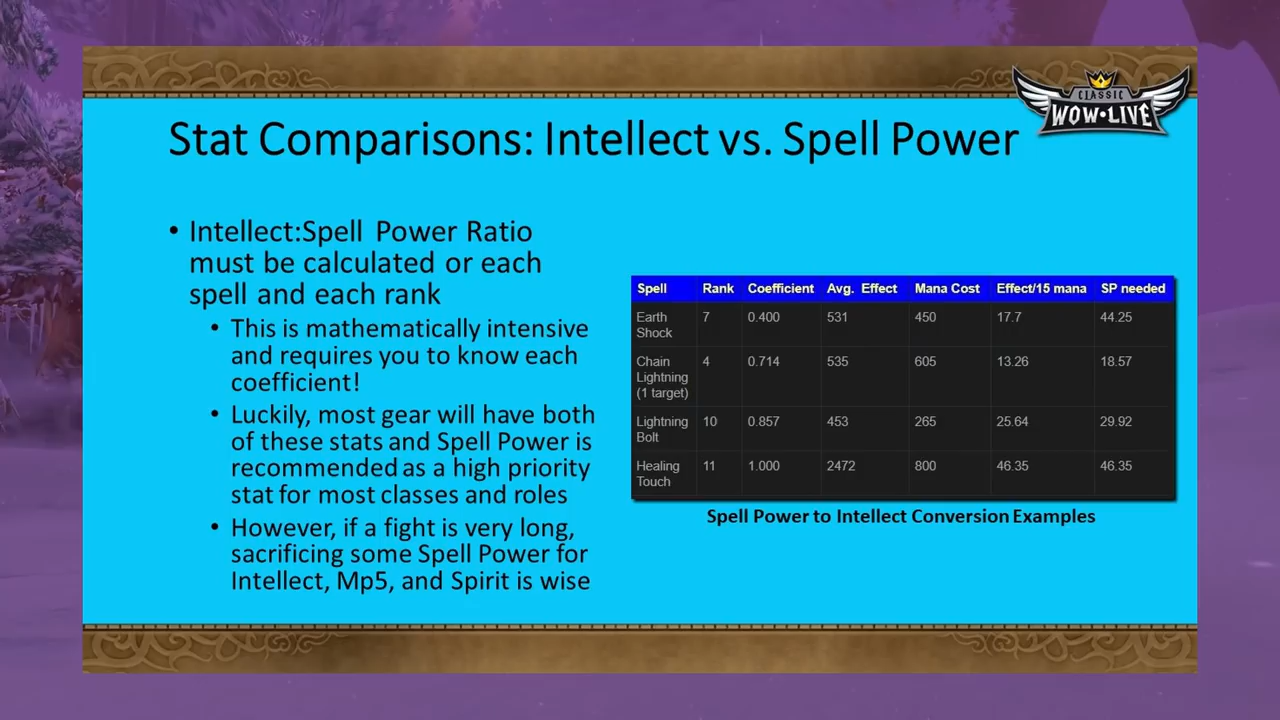 CLASSIC
WOW•LIVE
Stat Comparisons: Intellect vs. Spell Power
• Intellect:Spell Power Ratio
must be calculated or each
spell and each rank
• This is mathematically intensive
and requires you to know each
coefficient!
• Luckily, most gear will have both
of these stats and Spell Power is
recommended as a high priority
stat for most classes and roles
• However, if a fight is very long,
sacrificing some Spell Power for
Intellect, Mp5, and Spirit is wise
Spell Rank Coefficient Avg. Effect Mana Cost Effect/15 mana SP needed
Earth 7 0.400 531 450 17.7 44.25
Shock
Chain 4 0.714 535 605 13.26 18.57
Lightning
(1 target)
Lightning 10 0.857 453 265 25.64 29.92
Bolt
Healing 11 1.000 2472 800 46.35 46.35
Touch
Spell Power to Intellect Conversion Examples